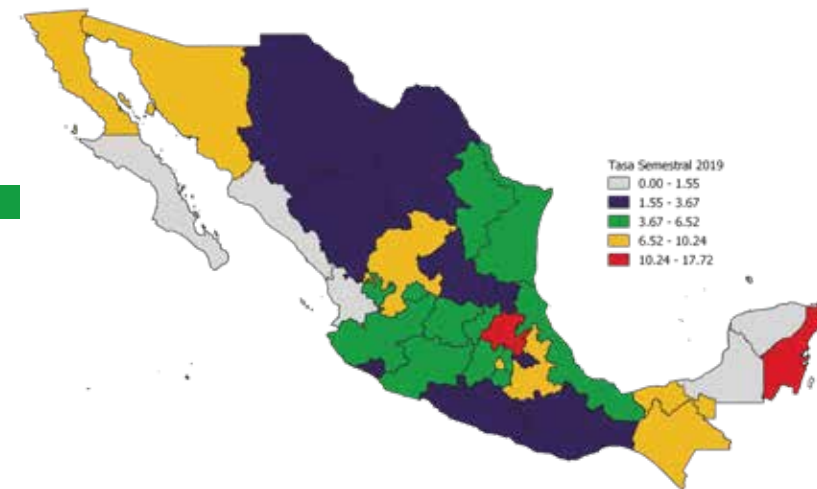 Tasa Semestral 2019
0.00 - 1.55
1.55 - 3.67
3.67 - 6.52
6.52 - 10.24
10.24 - 17.72